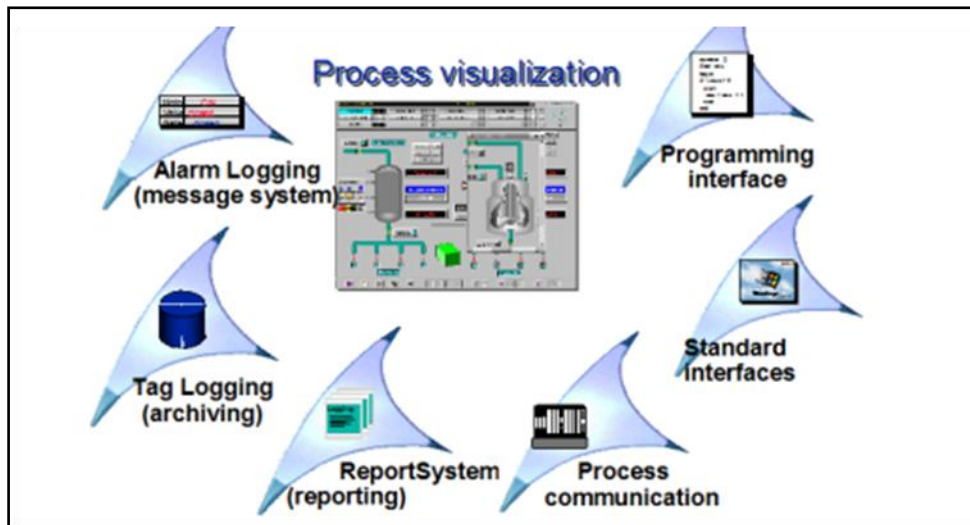 Process visualization
Alarm Logging
(message system)
Programming
interface
Tag Logging
(archiving)
Standard
interfaces
ReportSystem
(reporting)
Process
communication